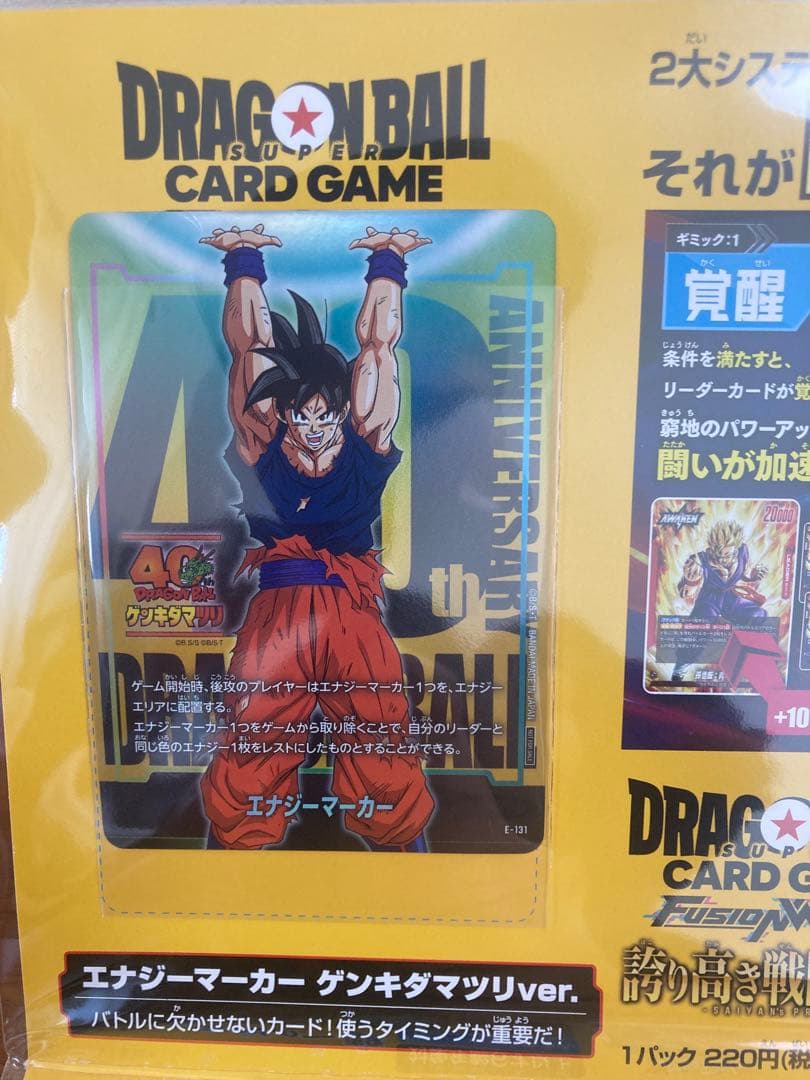 DRAGON BALL
SUPER
CARD GAME
40
th
ANNIVERSARY
DRAGON BALL
40th
DRAGON BALL
ゲンキダマツリ
©B.S/S ©B/S・T
ゲーム開始時、後攻のプレイヤーはエナジーマーカー1つを、エナジー
エリアに配置する。
エナジーマーカー1つをゲームから取り除くことで、自分のリーダーと
同じ色のエナジー1枚をレストにしたものとすることができる。
エナジーマーカー
E-131
NOT FOR SALE
エナジーマーカー ゲンキダマツリver.
バトルに欠かせないカード!使うタイミングが重要だ!
2大システ
それが
ギミック:1
覚醒
条件を満たすと、
リーダーカードが覚
窮地のパワーアッ
闘いが加速
AWAKEN
20000
+10
DRAGON
SUP
CARD G
FUSION W
誇り高き戦
-SAIYAN's PR
1パック 220円(税